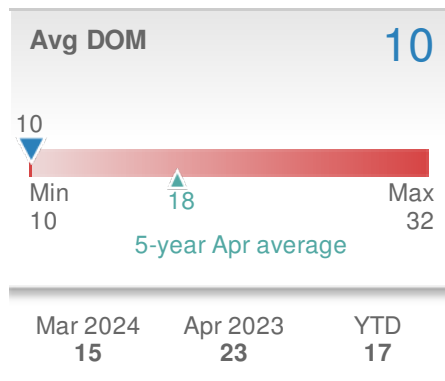 Avg DOM 10
10
Min Max
18
10 32
5-year Apr average
Mar 2024 Apr 2023 YTD
15 23 17